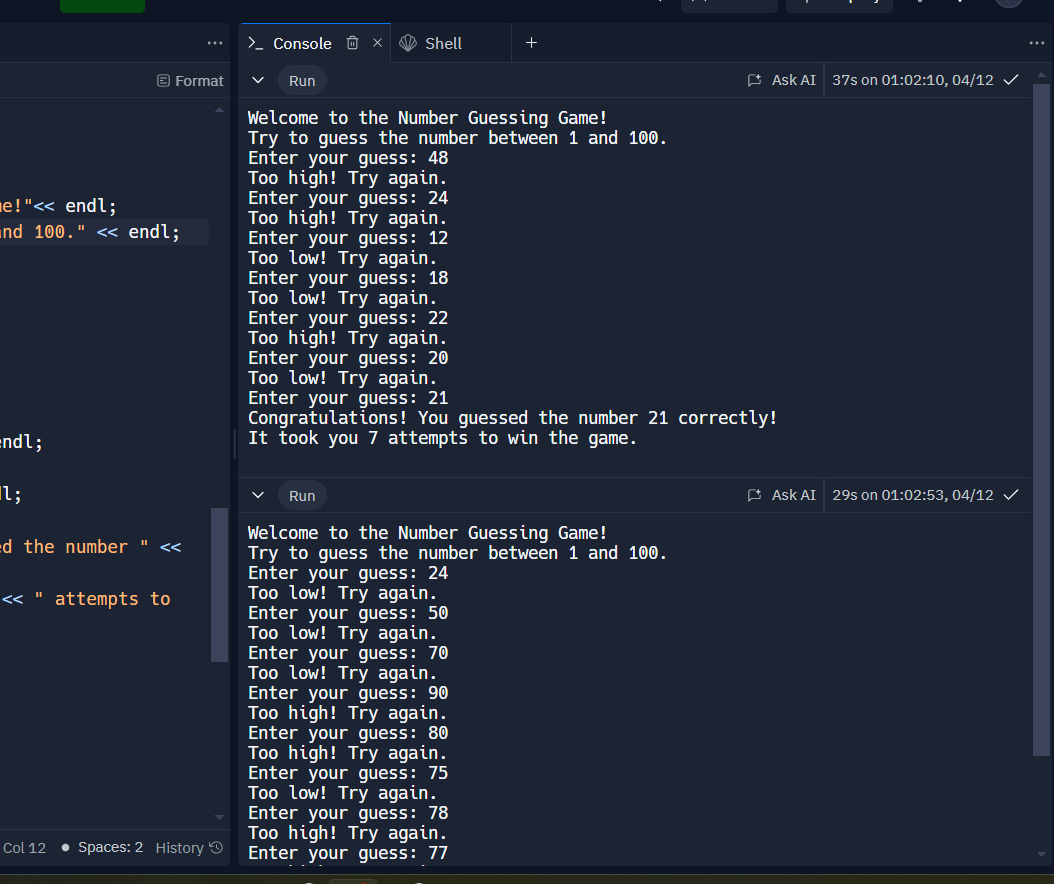 Console
Shell
Format
Run
Ask AI
37s on 01:02:10, 04/12
Welcome to the Number Guessing Game!
Try to guess the number between 1 and 100.
Enter your guess: 48
Too high! Try again.
Enter your guess: 24
Too high! Try again.
Enter your guess: 12
Too low! Try again.
Enter your guess: 18
Too low! Try again.
Enter your guess: 22
Too high! Try again.
Enter your guess: 20
Too low! Try again.
Enter your guess: 21
Congratulations! You guessed the number 21 correctly!
It took you 7 attempts to win the game.
Run
Ask AI
29s on 01:02:53, 04/12
Welcome to the Number Guessing Game!
Try to guess the number between 1 and 100.
Enter your guess: 24
Too low! Try again.
Enter your guess: 50
Too low! Try again.
Enter your guess: 70
Too low! Try again.
Enter your guess: 90
Too high! Try again.
Enter your guess: 80
Too high! Try again.
Enter your guess: 75
Too low! Try again.
Enter your guess: 78
Too high! Try again.
Enter your guess: 77
me!"<< endl;
and 100." << endl;
endl;
l;
ed the number " <<
<< " attempts to
Col 12
Spaces: 2
History